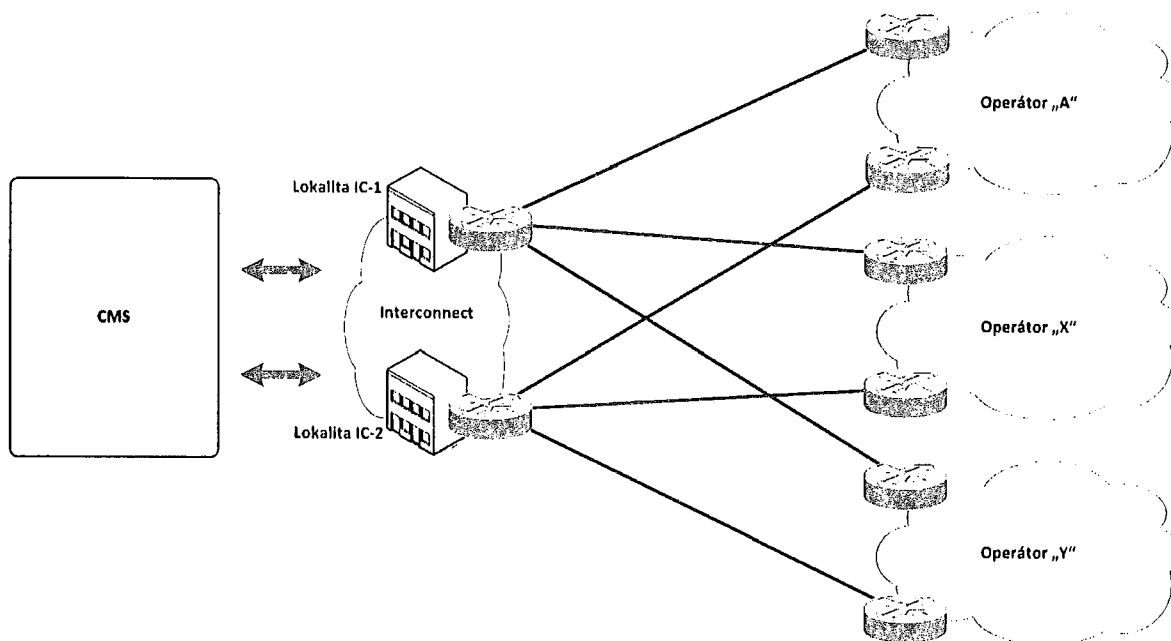 Operátor „A“
Lokalita IC-1
CMS
Interconnect
Operátor „X“
Lokalita IC-2
Operátor „Y“